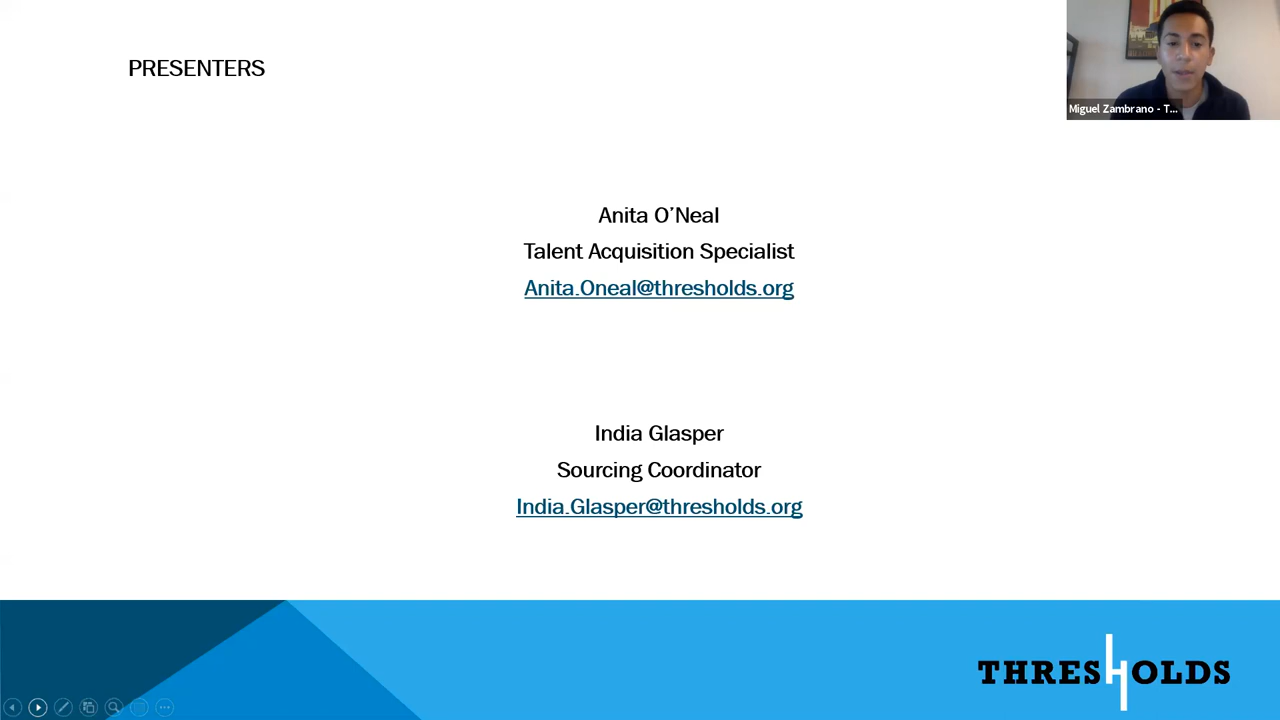 PRESENTERS
Miguel Zambrano - T...
Anita O’Neal
Talent Acquisition Specialist
Anita.Oneal@thresholds.org
India Glasper
Sourcing Coordinator
India.Glasper@thresholds.org
THRESHOLDS